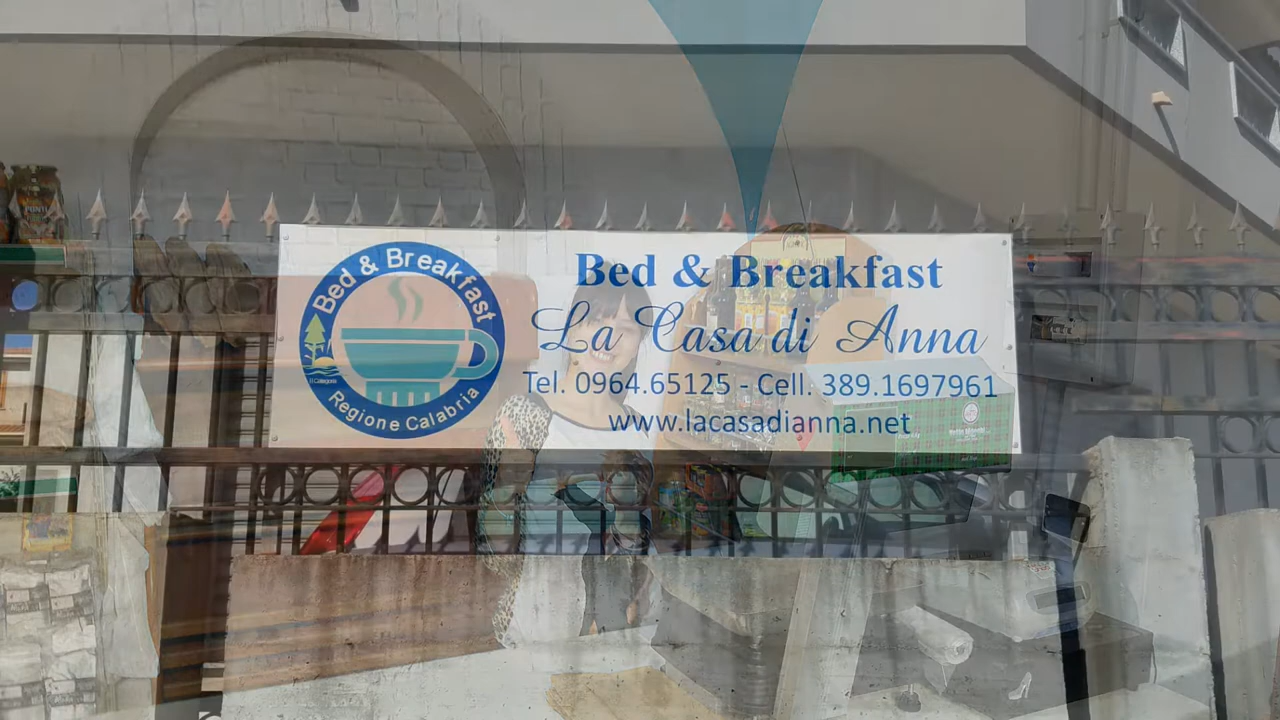 PONTI
Bed & Breakfast
Regione Calabria
Bed & Breakfast
La Casa di Anna
Tel. 0964.65125 - Cell. 389.1697961
www.lacasadianna.net